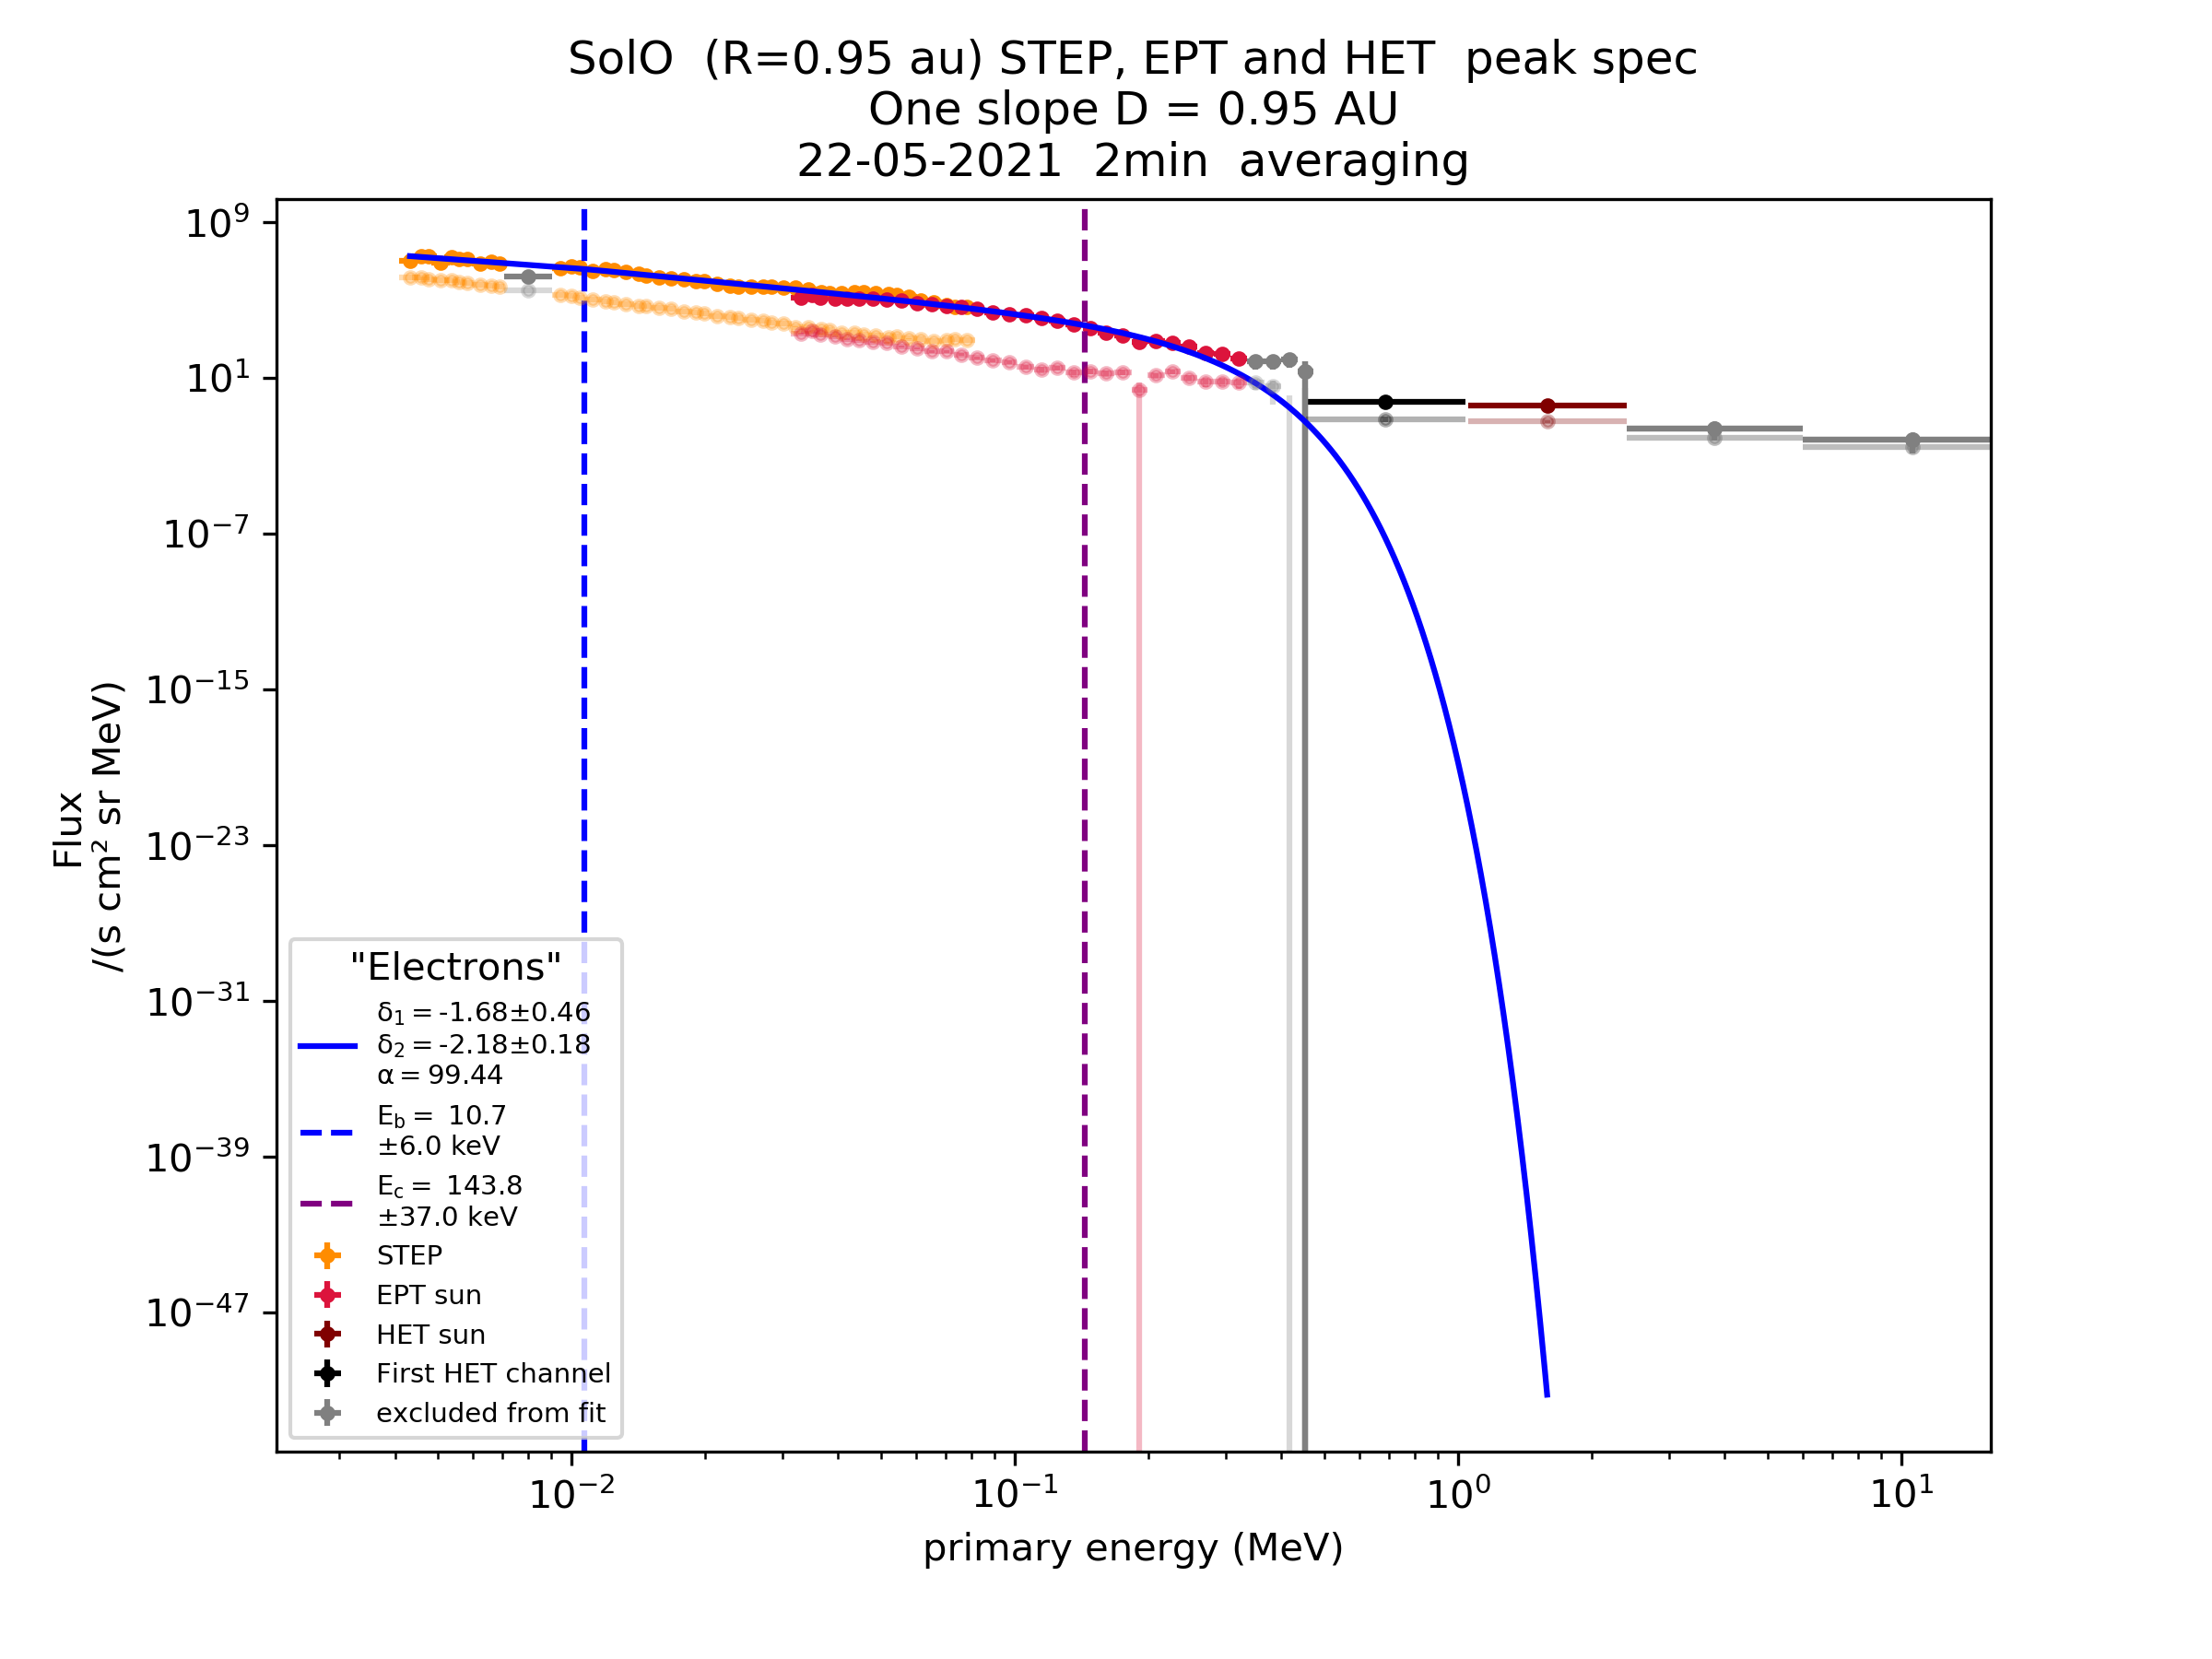 SolO  (R=0.95 au) STEP, EPT and HET  peak spec
One slope D = 0.95 AU
22-05-2021  2min  averaging
10⁹
10¹
10⁻⁷
10⁻¹⁵
10⁻²³
10⁻³¹
10⁻³⁹
10⁻⁴⁷
Flux
/(s cm² sr MeV)
"Electrons"
δ₁ = -1.68±0.46
δ₂ = -2.18±0.18
α = 99.44
E_b = 10.7
±6.0 keV
E_c = 143.8
±37.0 keV
STEP
EPT sun
HET sun
First HET channel
excluded from fit
10⁻²
10⁻¹
10⁰
10¹
primary energy (MeV)